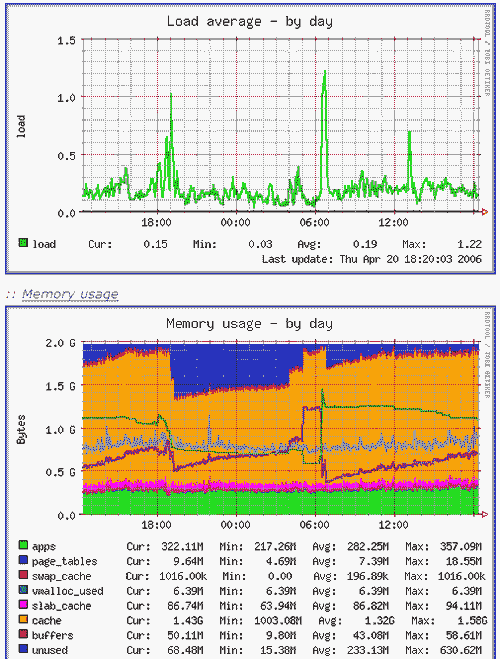 Load average - by day
RRDTOOL / TOBI OETIKER
load
1.5
1.0
0.5
0.0
18:00 00:00 06:00 12:00
load Cur: 0.15 Min: 0.03 Avg: 0.19 Max: 1.22
Last update: Thu Apr 20 18:20:03 2006
:: Memory usage
Memory usage - by day
RRDTOOL / TOBI OETIKER
Bytes
2.0 G
1.5 G
1.0 G
0.5 G
0.0
18:00 00:00 06:00 12:00
apps Cur: 322.11M Min: 217.26M Avg: 282.25M Max: 357.09M
page_tables Cur: 9.64M Min: 4.69M Avg: 7.39M Max: 18.55M
swap_cache Cur: 1016.00k Min: 0.00 Avg: 196.89k Max: 1016.00k
vmalloc_used Cur: 6.39M Min: 6.39M Avg: 6.39M Max: 6.39M
slab_cache Cur: 86.74M Min: 63.94M Avg: 86.82M Max: 94.11M
cache Cur: 1.43G Min: 1003.08M Avg: 1.32G Max: 1.58G
buffers Cur: 50.11M Min: 9.80M Avg: 43.08M Max: 58.61M
unused Cur: 68.48M Min: 15.38M Avg: 233.13M Max: 630.62M